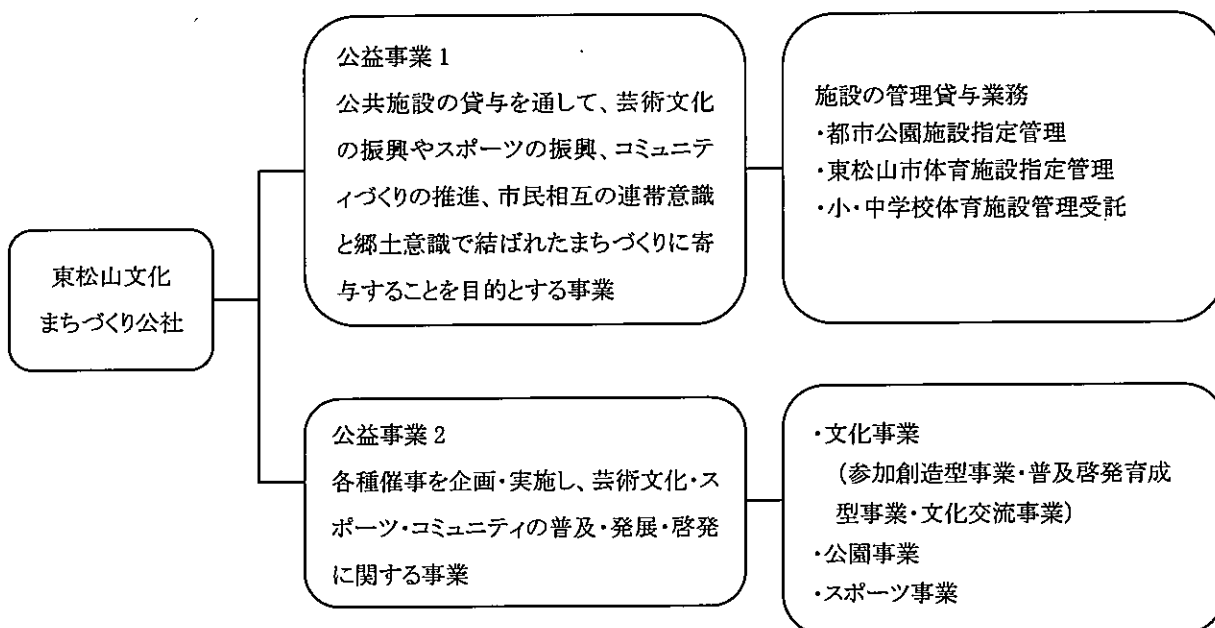 東松山文化
まちづくり公社
公益事業 1
公共施設の貸与を通して、芸術文化
の振興やスポーツの振興、コミュニテ
ィづくりの推進、市民相互の連帯意識
と郷土意識で結ばれたまちづくりに寄
与することを目的とする事業
施設の管理貸与業務
・都市公園施設指定管理
・東松山市体育施設指定管理
・小・中学校体育施設管理受託
公益事業 2
各種催事を企画・実施し、芸術文化・ス
ポーツ・コミュニティの普及・発展・啓発
に関する事業
・文化事業
(参加創造型事業・普及啓発育成
型事業・文化交流事業)
・公園事業
・スポーツ事業